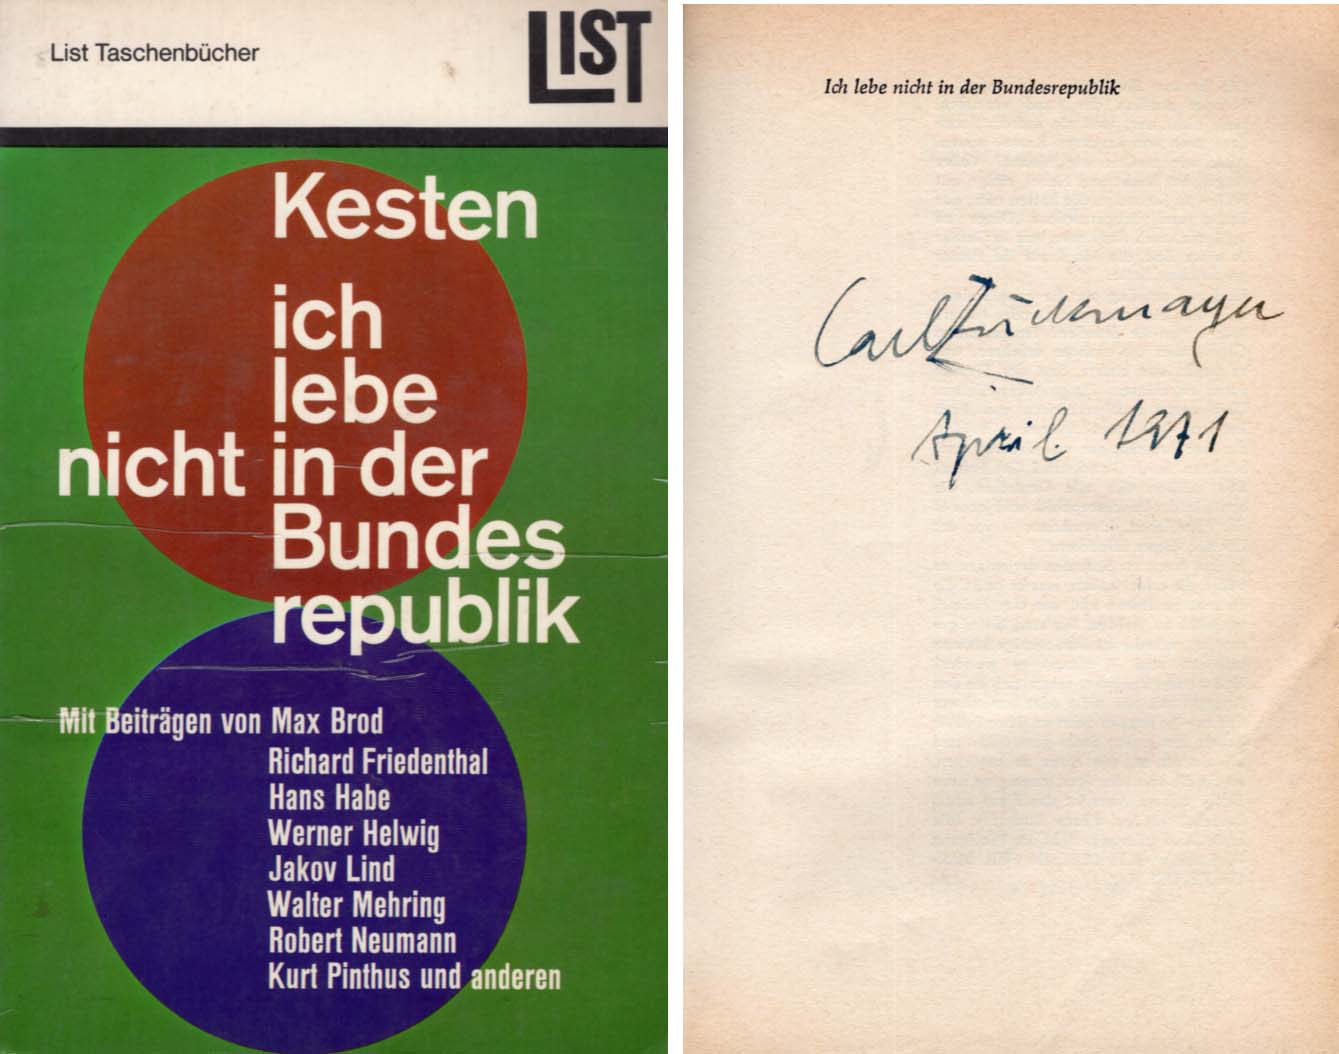 List Taschenbücher
LIST
Kesten
ich
lebe
nicht in der
Bundes
republik
Mit Beiträgen von Max Brod
Richard Friedenthal
Hans Habe
Werner Helwig
Jakov Lind
Walter Mehring
Robert Neumann
Kurt Pinthus und anderen
Ich lebe nicht in der Bundesrepublik
Carl Zuckmayer
April 1971